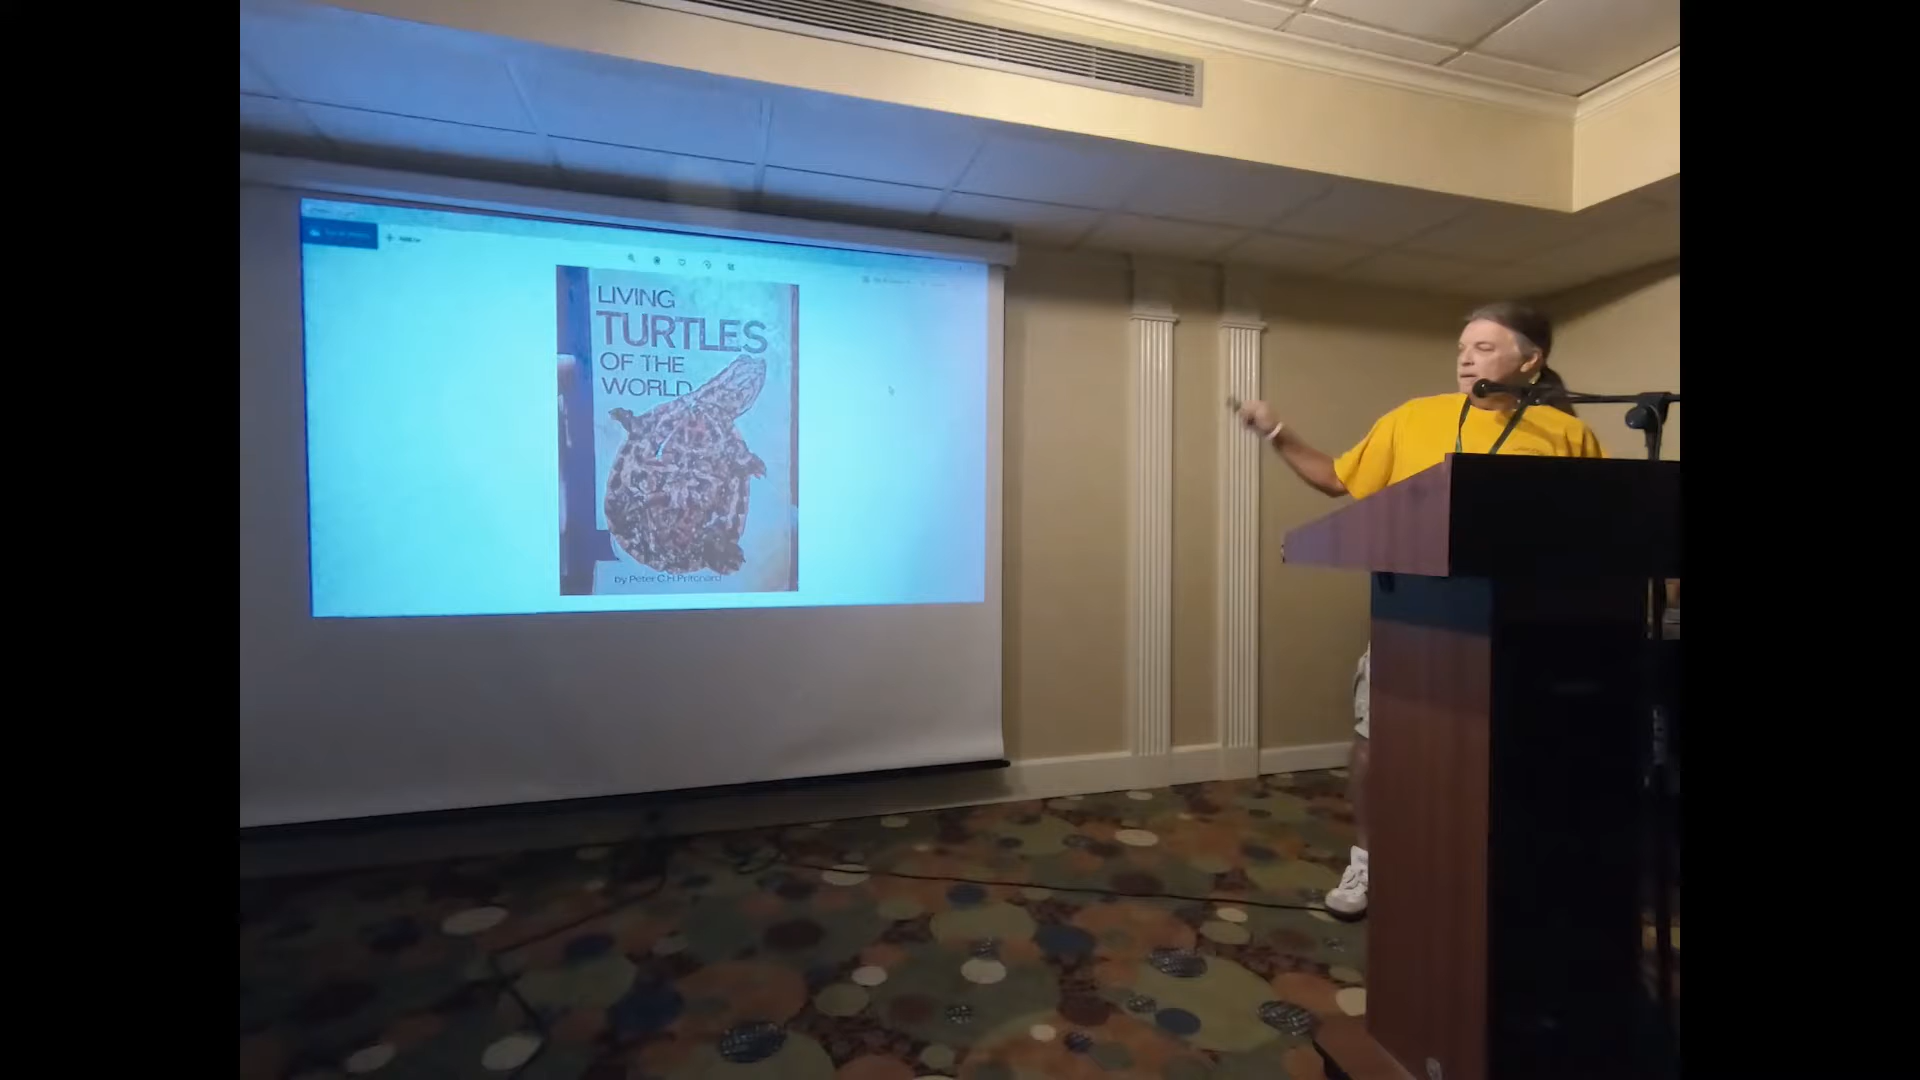 LIVING
TURTLES
OF THE
WORLD
by Peter C.H. Pritchard